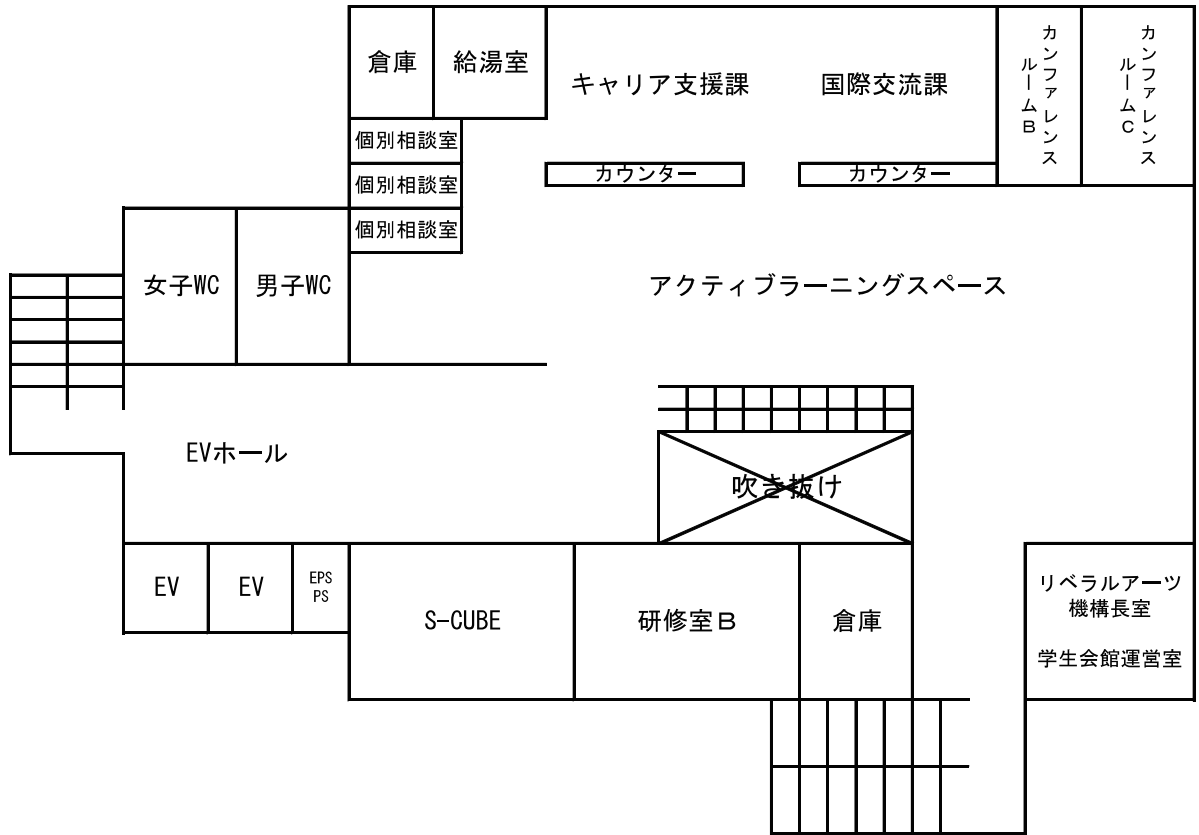 倉庫
給湯室
キャリア支援課
国際交流課
カンファレンス
ルームB
カンファレンス
ルームC
個別相談室
個別相談室
個別相談室
カウンター
カウンター
女子WC
男子WC
アクティブラーニングスペース
EVホール
吹き抜け
EV
EV
EPS
PS
S-CUBE
研修室B
倉庫
リベラルアーツ
機構長室
学生会館運営室